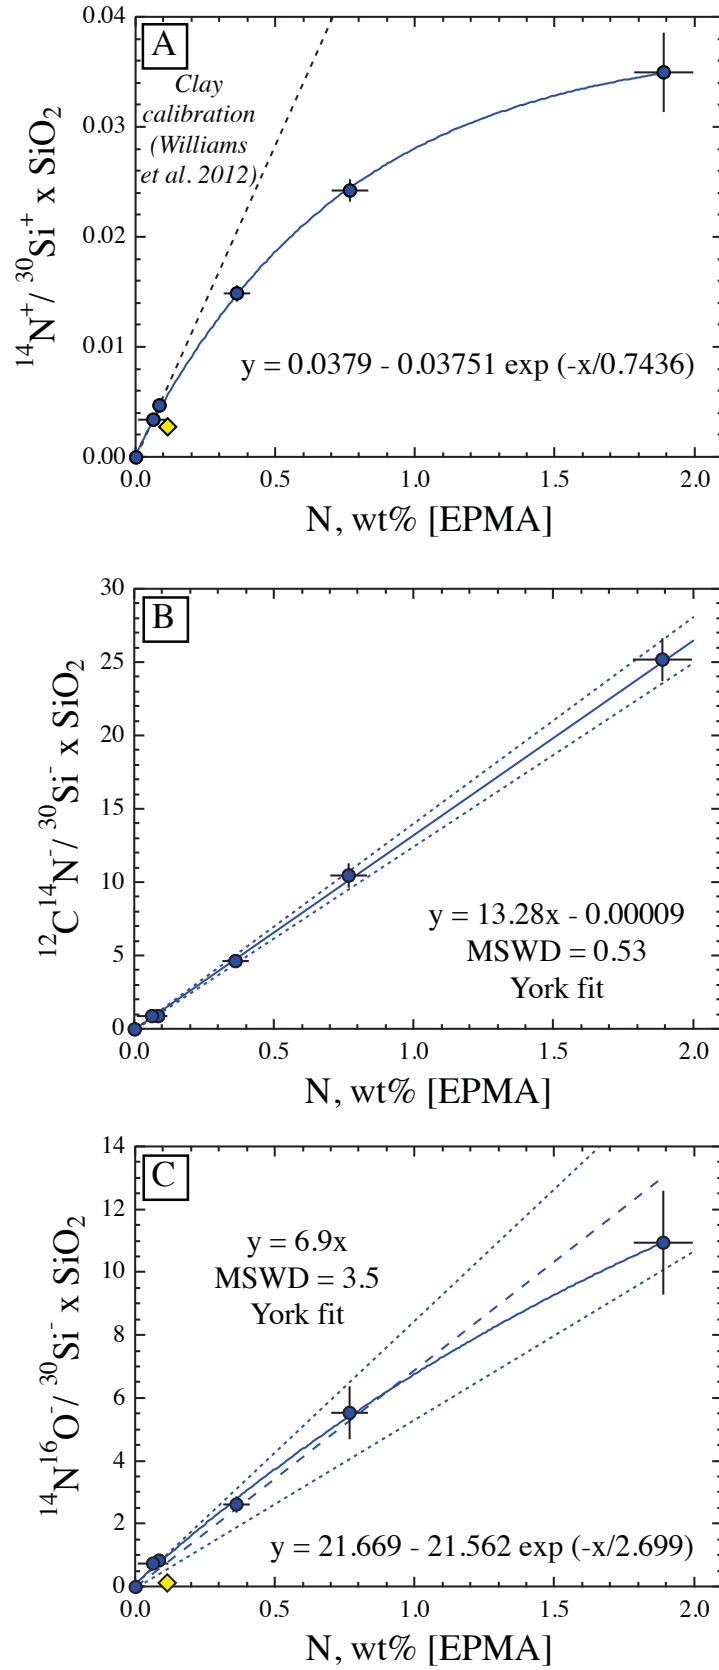 A
Clay
calibration
(Williams
et al. 2012)
0.04
0.03
0.02
0.01
0.00
¹⁴N⁺/ ³⁰Si⁺ x SiO₂
y = 0.0379 - 0.03751 exp (-x/0.7436)
0.0 0.5 1.0 1.5 2.0
N, wt% [EPMA]
B
30
25
20
15
10
5
0
¹²C¹⁴N⁻/ ³⁰Si⁻ x SiO₂
y = 13.28x - 0.00009
MSWD = 0.53
York fit
0.0 0.5 1.0 1.5 2.0
N, wt% [EPMA]
C
14
12
10
8
6
4
2
0
¹⁴N¹⁶O⁻/ ³⁰Si⁻ x SiO₂
y = 6.9x
MSWD = 3.5
York fit
y = 21.669 - 21.562 exp (-x/2.699)
0.0 0.5 1.0 1.5 2.0
N, wt% [EPMA]